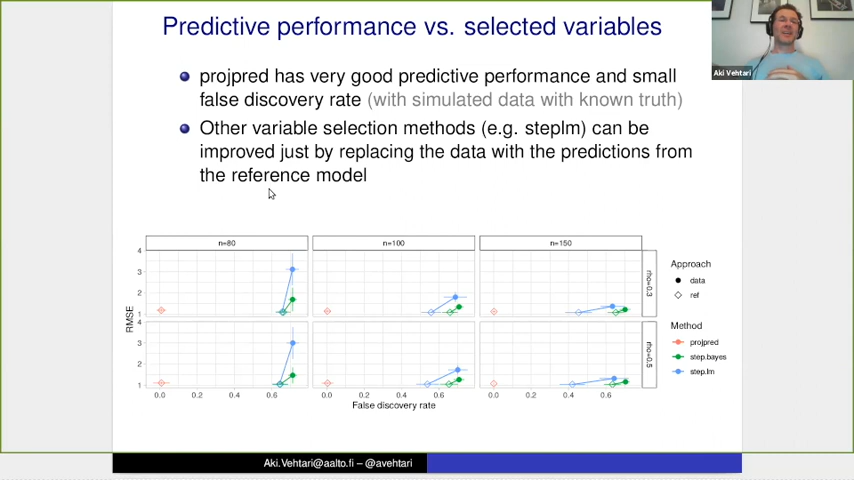 Predictive performance vs. selected variables
Aki Vehtari
projpred has very good predictive performance and small
false discovery rate (with simulated data with known truth)
Other variable selection methods (e.g. steplm) can be
improved just by replacing the data with the predictions from
the reference model
n=80
n=100
n=150
4
3
2
1
rho=0.3
4
3
2
1
rho=0.5
RMSE
0.0 0.2 0.4 0.6
0.0 0.2 0.4 0.6
0.0 0.2 0.4 0.6
False discovery rate
Approach
data
ref
Method
projpred
step.bayes
step.lm
Aki.Vehtari@aalto.fi – @avehtari